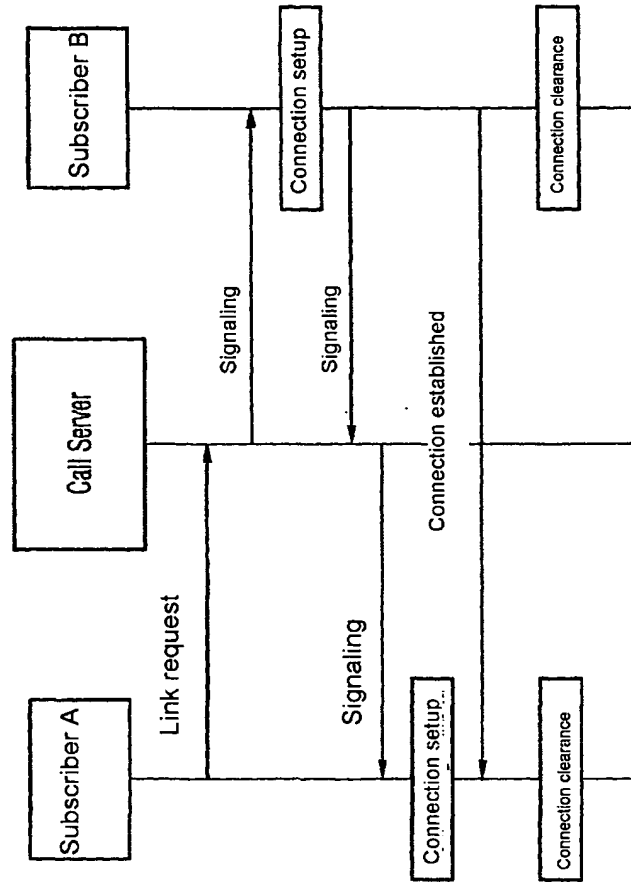 Subscriber A
Call Server
Subscriber B
Link request
Signaling
Connection setup
Signaling
Signaling
Connection setup
Connection established
Connection clearance
Connection clearance